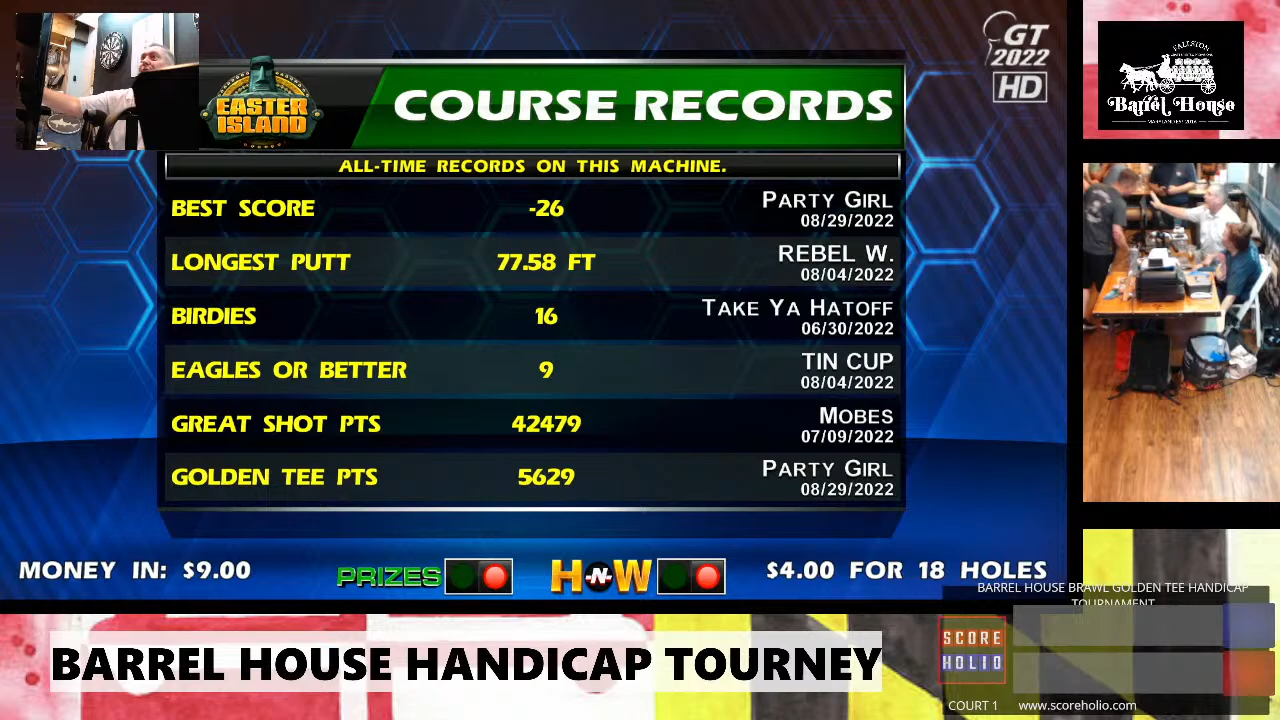 GT
2022
HD
FALLSTON
Barrel House
EASTER
ISLAND
COURSE RECORDS
ALL-TIME RECORDS ON THIS MACHINE.
BEST SCORE -26 PARTY GIRL
08/29/2022
LONGEST PUTT 77.58 FT REBEL W.
08/04/2022
BIRDIES 16 TAKE YA HATOFF
06/30/2022
EAGLES OR BETTER 9 TIN CUP
08/04/2022
GREAT SHOT PTS 42479 MOBES
07/09/2022
GOLDEN TEE PTS 5629 PARTY GIRL
08/29/2022
MONEY IN: $9.00 PRIZES H-N-W $4.00 FOR 18 HOLES
BARREL HOUSE BRAWL GOLDEN TEE HANDICAP
TOURNAMENT
BARREL HOUSE HANDICAP TOURNEY
SCORE
HOLIO
COURT 1 www.scoreholio.com